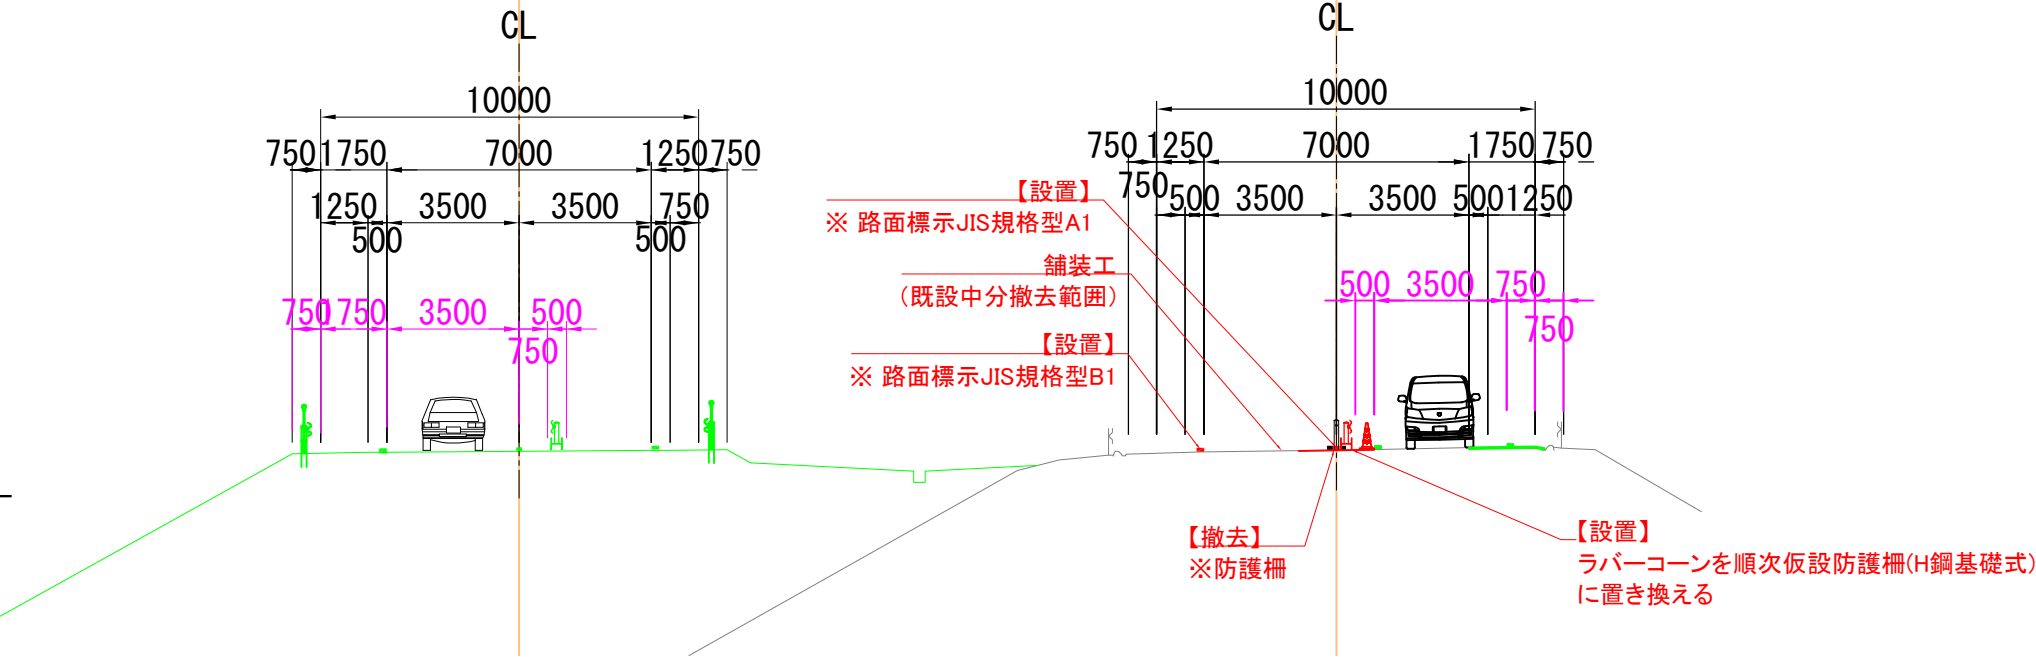 CL
10000
750 1750 7000 1250 750
1250 3500 3500 750
500 500
750 1750 3500 500
750
CL
10000
750 1250 7000 1750 750
750 500 3500 3500 500 1250
500 3500 750
750
【設置】
※ 路面標示JIS規格型A1
舗装工
(既設中分撤去範囲)
【設置】
※ 路面標示JIS規格型B1
【撤去】
※防護柵
【設置】
ラバーコーンを順次仮設防護柵(H鋼基礎式)
に置き換える